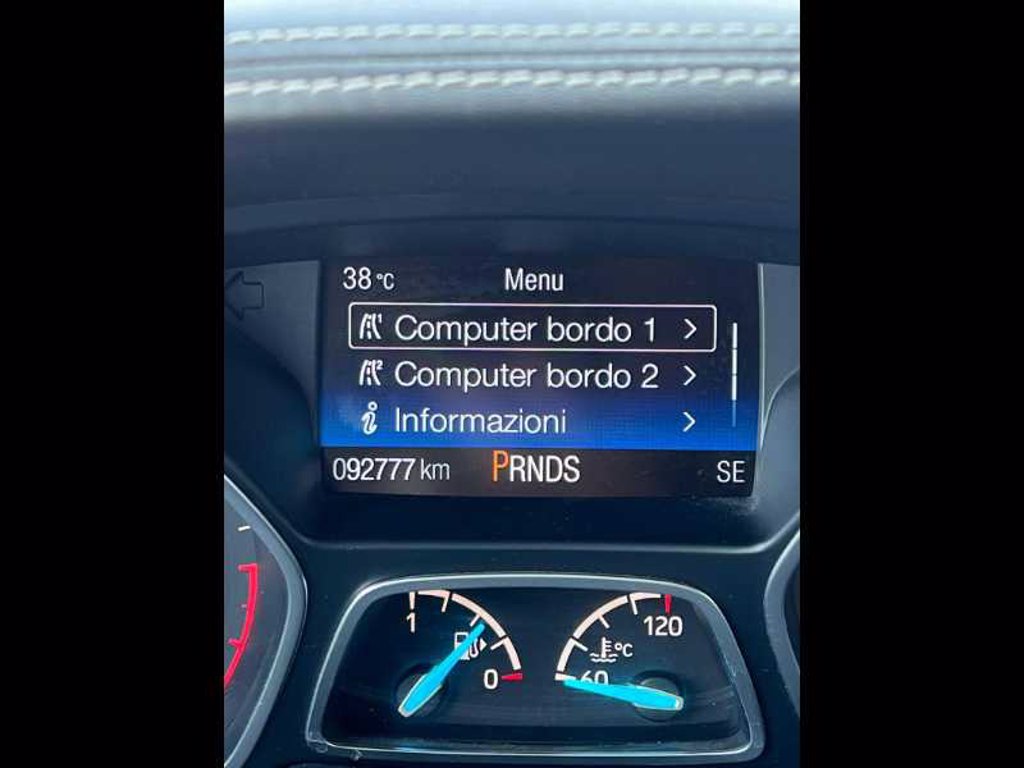 38 °C Menu
Computer bordo 1 >
Computer bordo 2 >
i Informazioni >
092777 km PRNDS SE
1 0
60 120 °C